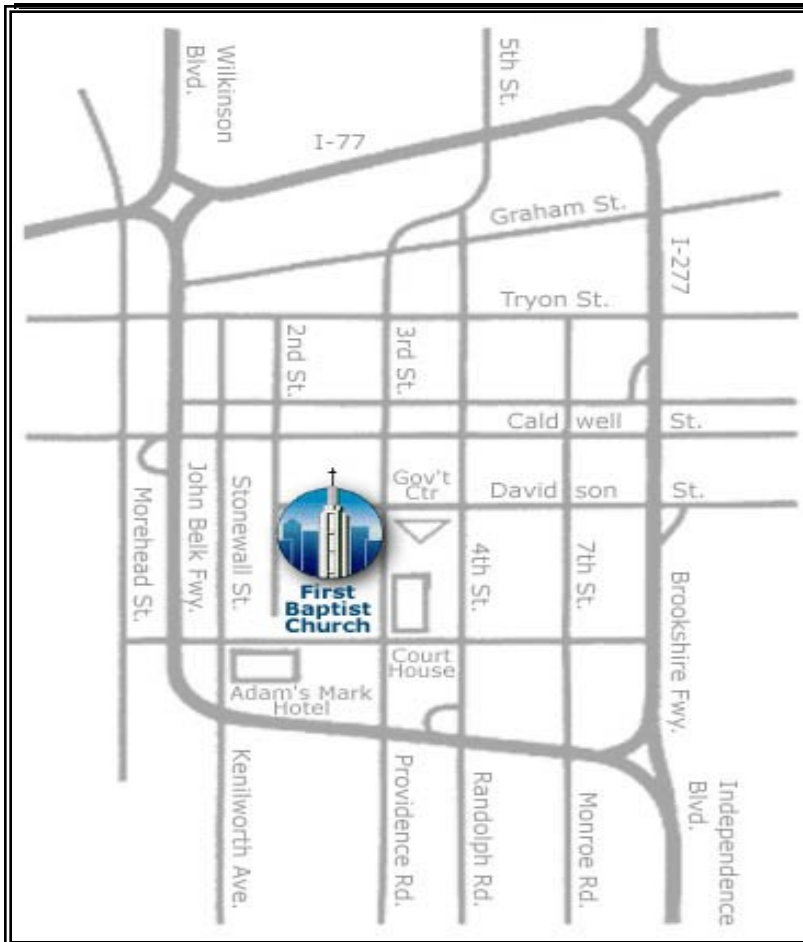 Wilkinson
Blvd.
5th St.
I-77
Graham St.
I-277
Tryon St.
2nd St.
3rd St.
Cald well St.
Gov't
Ctr
David son St.
Morehead St.
John Belk Fwy.
Stonewall St.
4th St.
7th St.
Brookshire Fwy.
First
Baptist
Church
Court
House
Adam's Mark
Hotel
Kenilworth Ave.
Providence Rd.
Randolph Rd.
Monroe Rd.
Independence
Blvd.